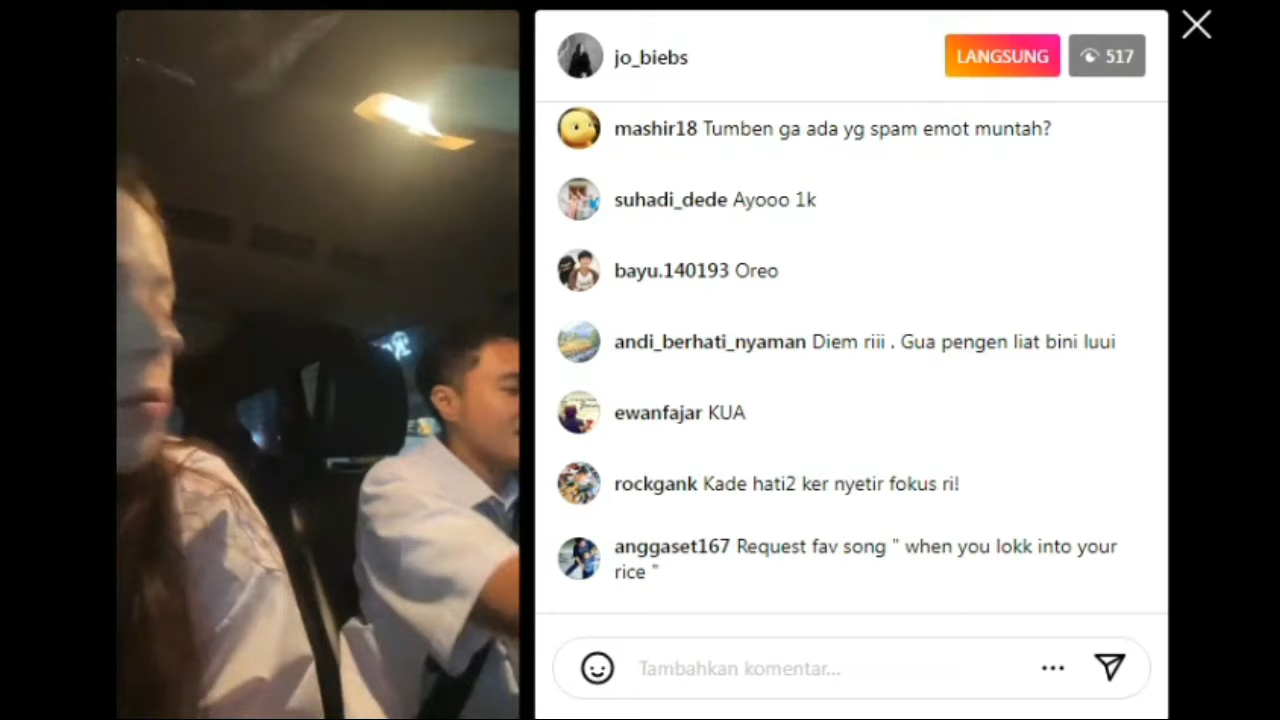 jo_biebs
LANGSUNG
517
mashir18 Tumben ga ada yg spam emot muntah?
suhadi_dede Ayooo 1k
bayu.140193 Oreo
andi_berhati_nyaman Diem riii . Gua pengen liat bini luui
ewanfajar KUA
rockgank Kade hati2 ker nyetir fokus ri!
anggaset167 Request fav song " when you lokk into your
rice "
Tambahkan komentar...